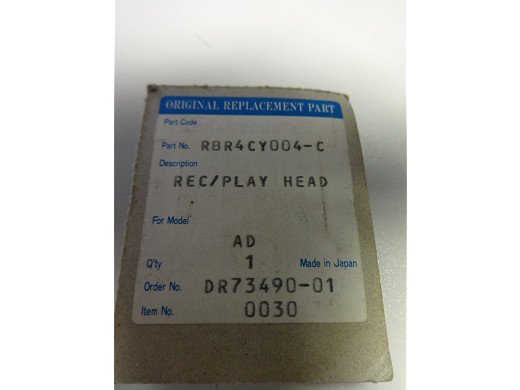 ORIGINAL REPLACEMENT PART
Part Code
Part No. RBR4CY004-C
Description
REC/PLAY HEAD
For Model
AD
Q'ty 1 Made in Japan
Order No. DR73490-01
Item No. 0030